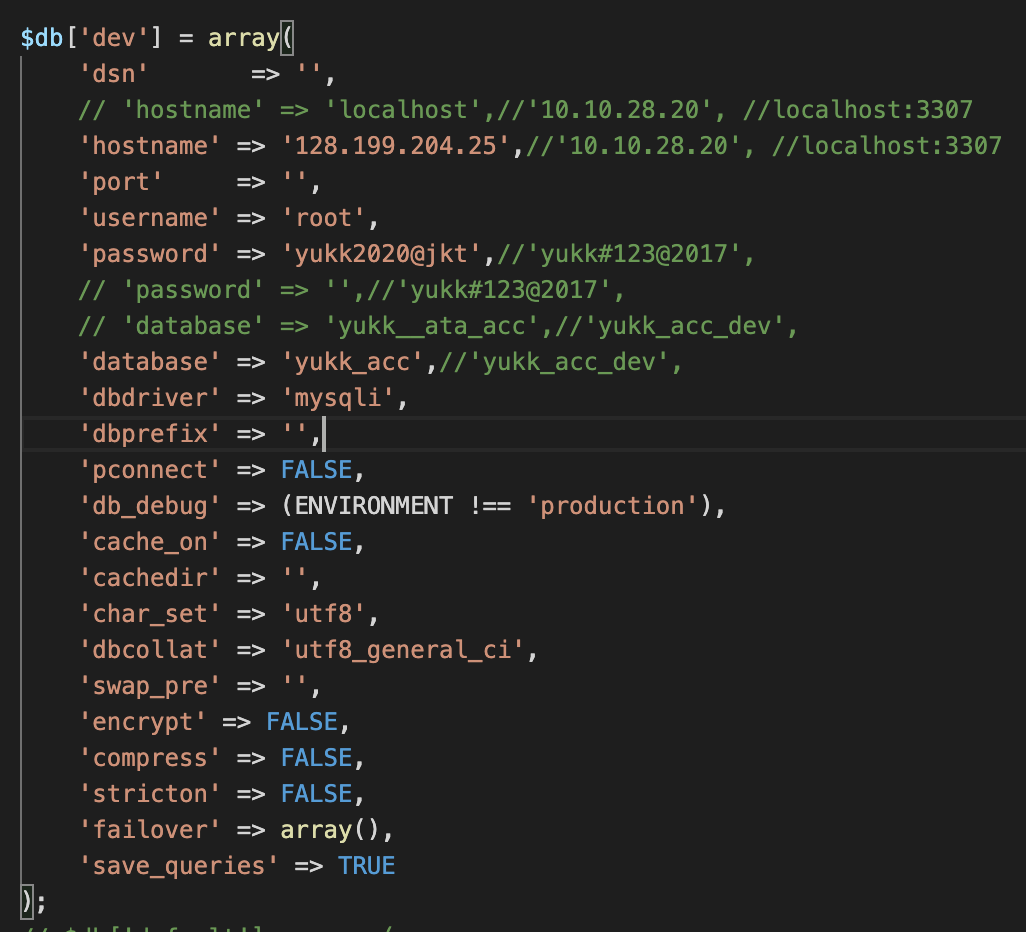 $db['dev'] = array(
    'dsn'       => '',
    // 'hostname' => 'localhost',//'10.10.28.20', //localhost:3307
    'hostname' => '128.199.204.25',//'10.10.28.20', //localhost:3307
    'port'     => '',
    'username' => 'root',
    'password' => 'yukk2020@jkt',//'yukk#123@2017',
    // 'password' => '',//'yukk#123@2017',
    // 'database' => 'yukk__ata_acc',//'yukk_acc_dev',
    'database' => 'yukk_acc',//'yukk_acc_dev',
    'dbdriver' => 'mysqli',
    'dbprefix' => '',
    'pconnect' => FALSE,
    'db_debug' => (ENVIRONMENT !== 'production'),
    'cache_on' => FALSE,
    'cachedir' => '',
    'char_set' => 'utf8',
    'dbcollat' => 'utf8_general_ci',
    'swap_pre' => '',
    'encrypt' => FALSE,
    'compress' => FALSE,
    'stricton' => FALSE,
    'failover' => array(),
    'save_queries' => TRUE
);